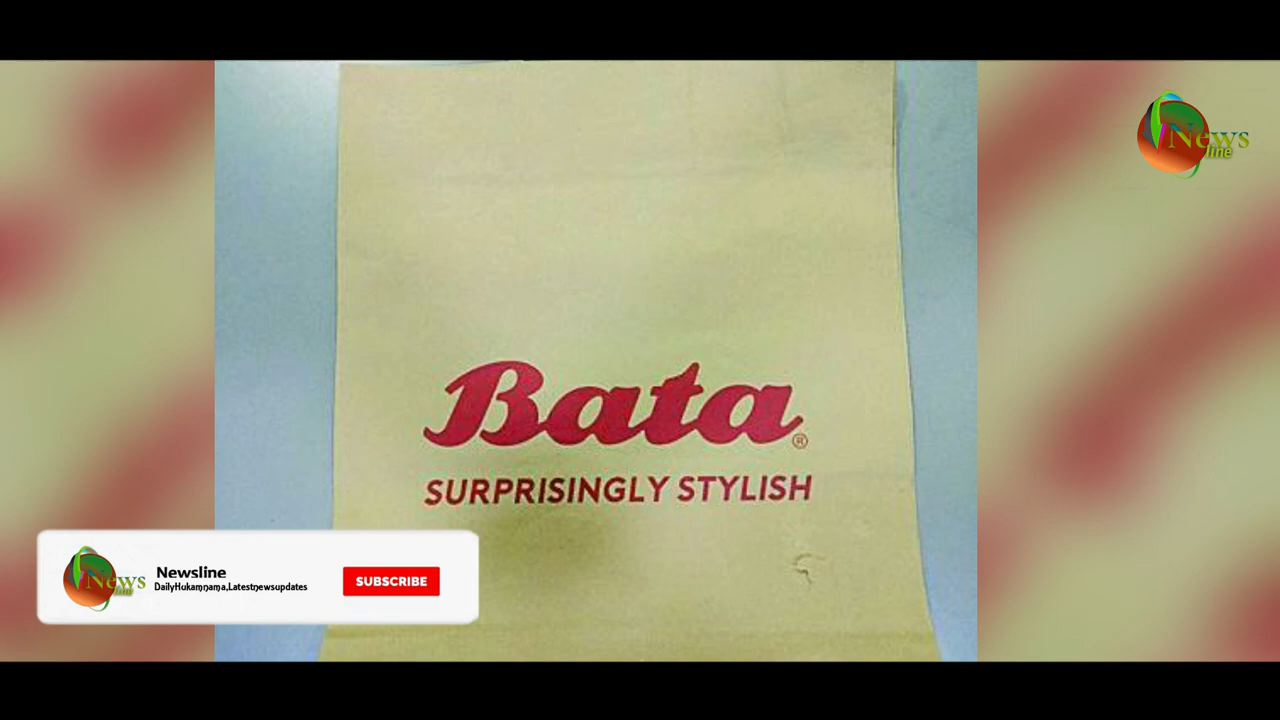 News
line
Bata®
SURPRISINGLY STYLISH
News
line
Newsline
DailyHukamnama,Latestnewsupdates
SUBSCRIBE